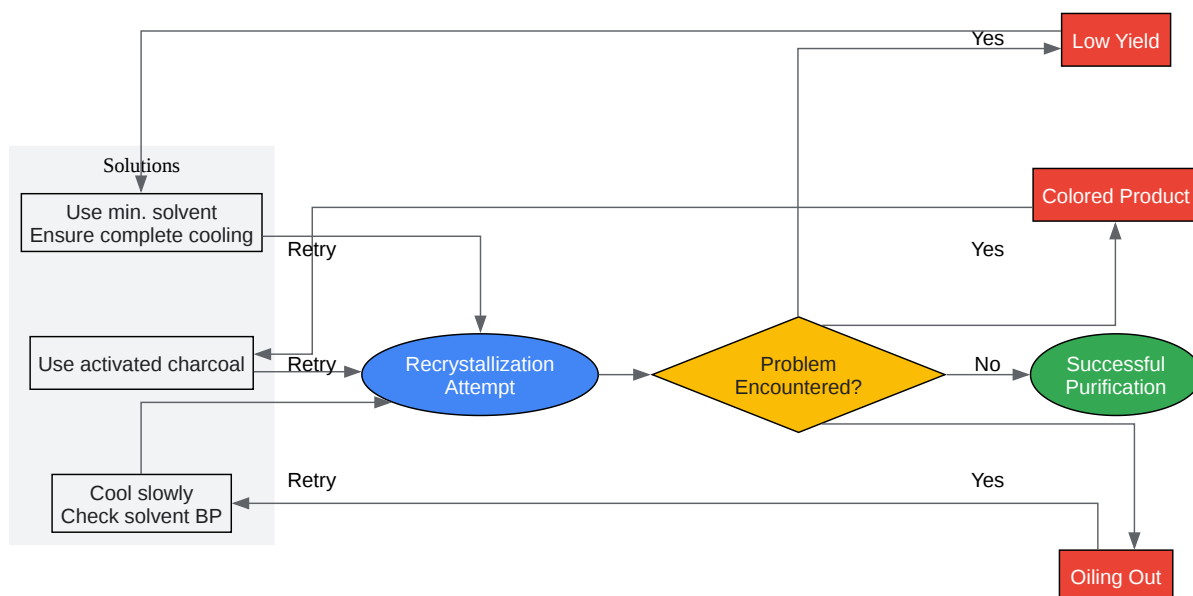 Yes
Low Yield
Solutions
Use min. solvent
Ensure complete cooling
Colored Product
Retry
Yes
Use activated charcoal
Retry
Recrystallization
Attempt
Problem
Encountered?
No
Successful
Purification
Cool slowly
Check solvent BP
Retry
Yes
Oiling Out